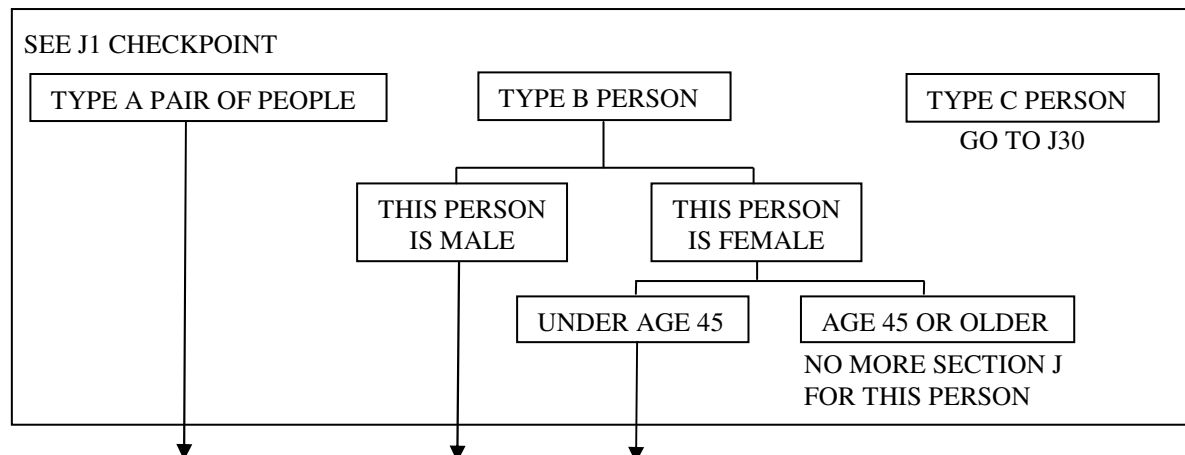 SEE J1 CHECKPOINT
TYPE A PAIR OF PEOPLE
TYPE B PERSON
TYPE C PERSON
GO TO J30
THIS PERSON
IS MALE
THIS PERSON
IS FEMALE
UNDER AGE 45
AGE 45 OR OLDER
NO MORE SECTION J
FOR THIS PERSON